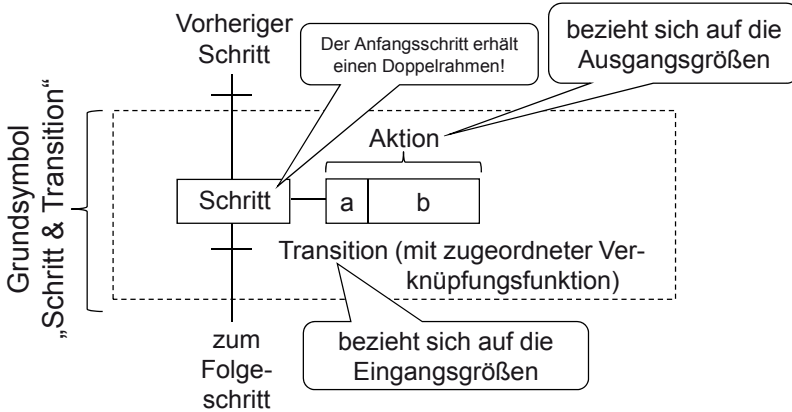 Vorheriger
Schritt
Der Anfangsschritt erhält
einen Doppelrahmen!
bezieht sich auf die
Ausgangsgrößen
Grundsymbol
„Schritt & Transition“
Aktion
Schritt
a
b
Transition (mit zugeordneter Ver-
knüpfungsfunktion)
zum
Folge-
schritt
bezieht sich auf die
Eingangsgrößen